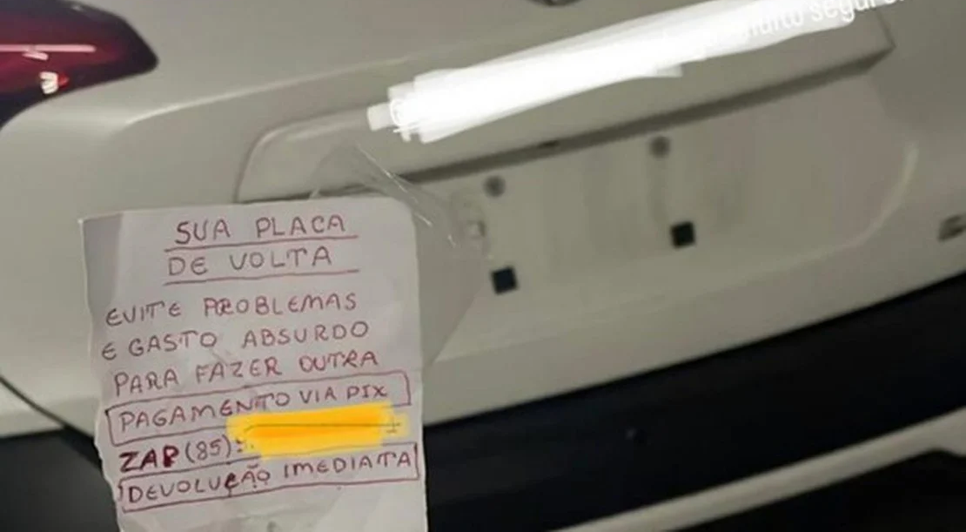 SUA PLACA
DE VOLTA
EVITE PROBLEMAS
E GASTO ABSURDO
PARA FAZER OUTRA
PAGAMENTO VIA PIX
ZAP (85):
DEVOLUÇÃO IMEDIATA